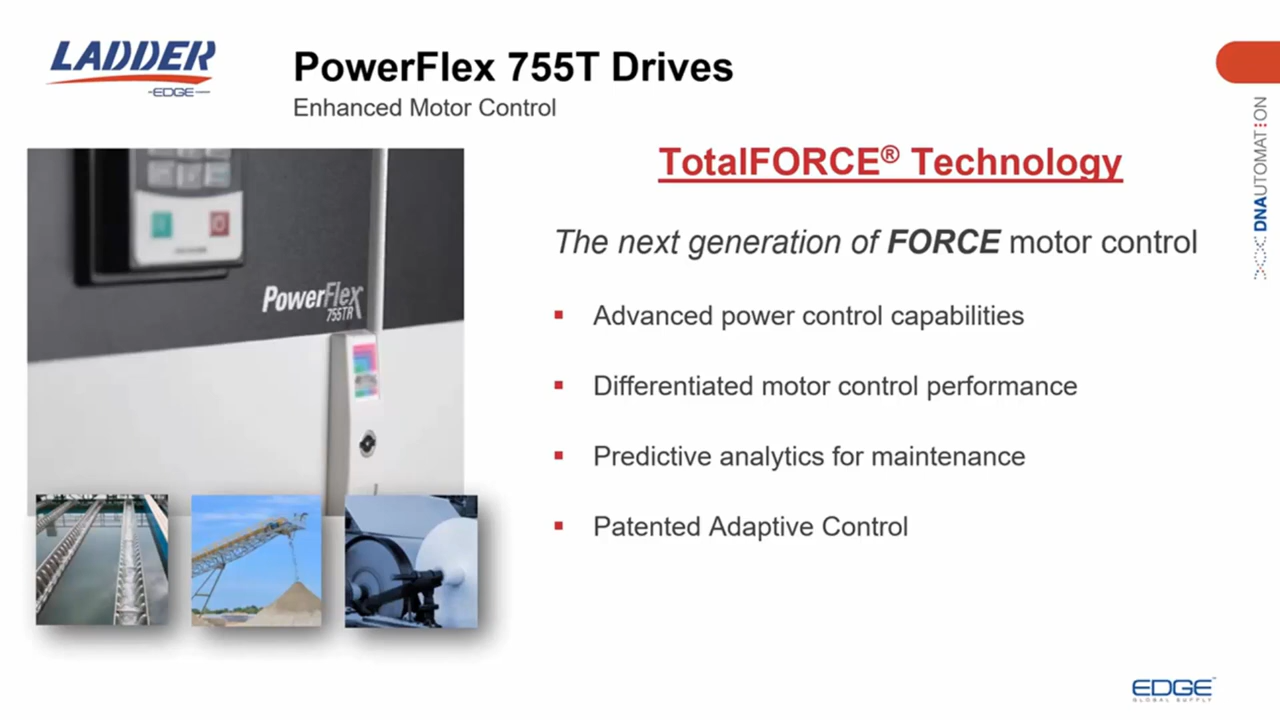 LADDER
EDGE
PowerFlex 755T Drives
Enhanced Motor Control
DNAUTOMATION
TotalFORCE® Technology
The next generation of FORCE motor control
PowerFlex
755TR
▪ Advanced power control capabilities
▪ Differentiated motor control performance
▪ Predictive analytics for maintenance
▪ Patented Adaptive Control
EDGE™
GLOBAL SUPPLY